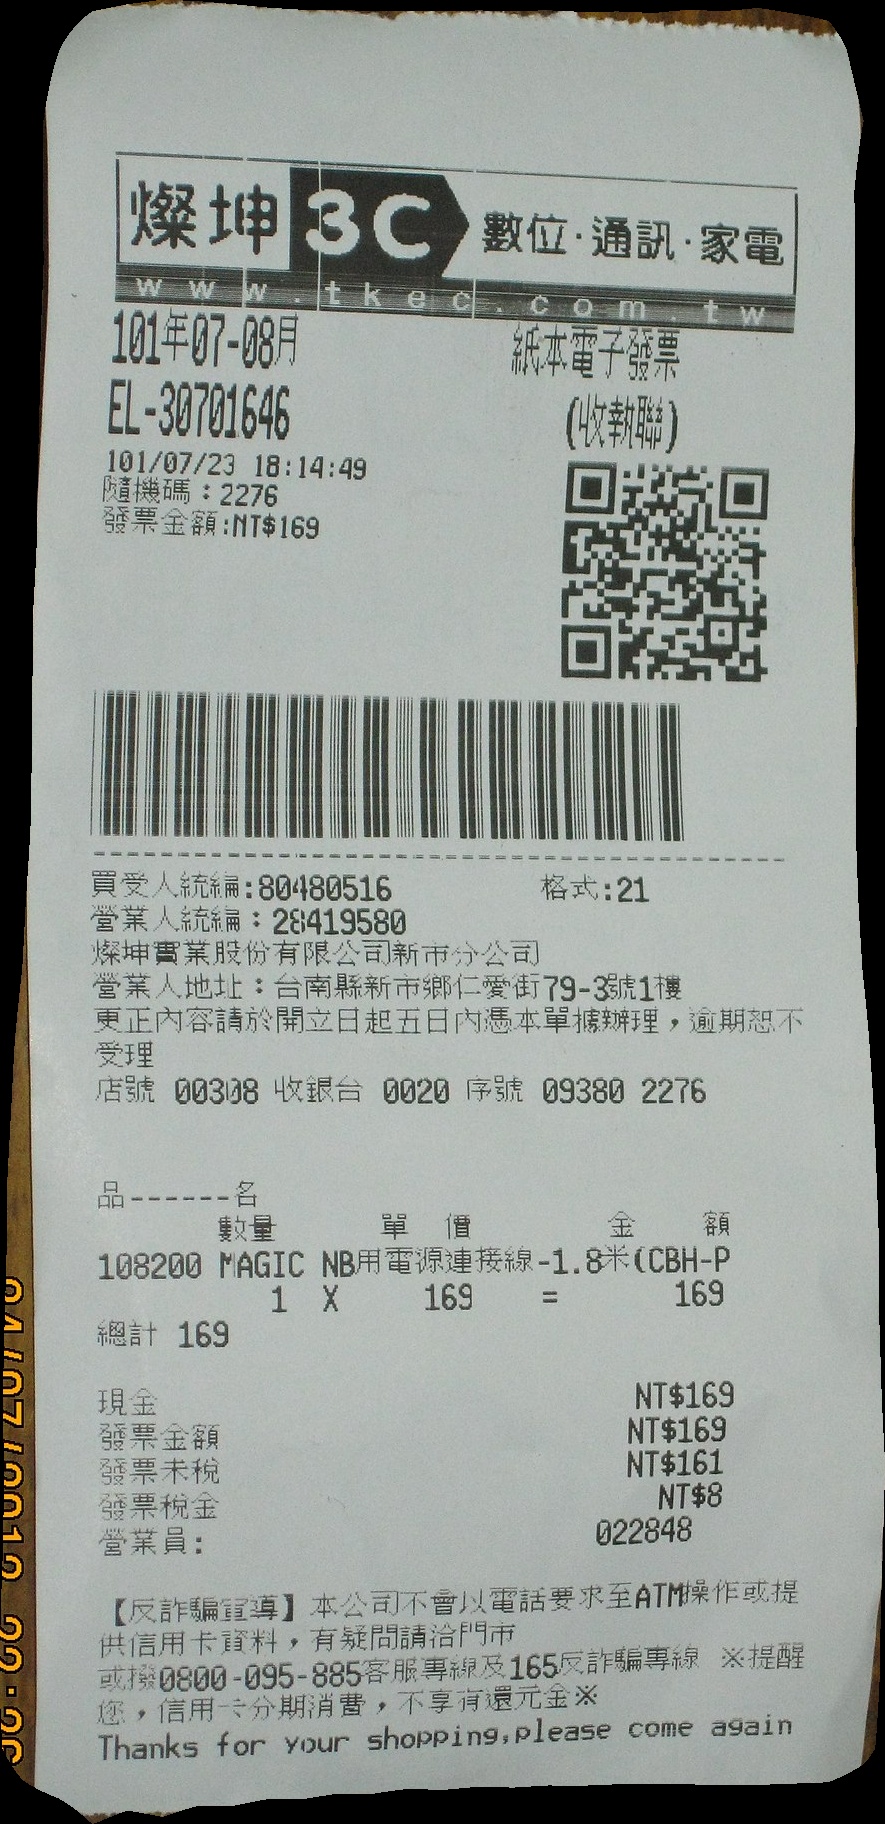 燦坤 3C 數位·通訊·家電
www.tkec.com.tw
101年07-08月
紙本電子發票
EL-30701646
(收執聯)
101/07/23 18:14:49
隨機碼:2276
發票金額:NT$169
買受人統編:80480516 格式:21
營業人統編:28419580
燦坤實業股份有限公司新市分公司
營業人地址:台南縣新市鄉仁愛街79-3號1樓
更正內容請於開立日起五日內憑本單據辦理,逾期恕不
受理
店號 00308 收銀台 0020 序號 09380 2276
品------名
數量 單 價 金 額
108200 MAGIC NB用電源連接線-1.8米(CBH-P
1 X 169 = 169
總計 169
現金 NT$169
發票金額 NT$169
發票未稅 NT$161
發票稅金 NT$8
營業員: 022848
【反詐騙宣導】本公司不會以電話要求至ATM操作或提
供信用卡資料,有疑問請洽門市
或撥0800-095-885客服專線及165反詐騙專線 ※提醒
您,信用卡分期消費,不享有還元金※
Thanks for your shopping,please come again